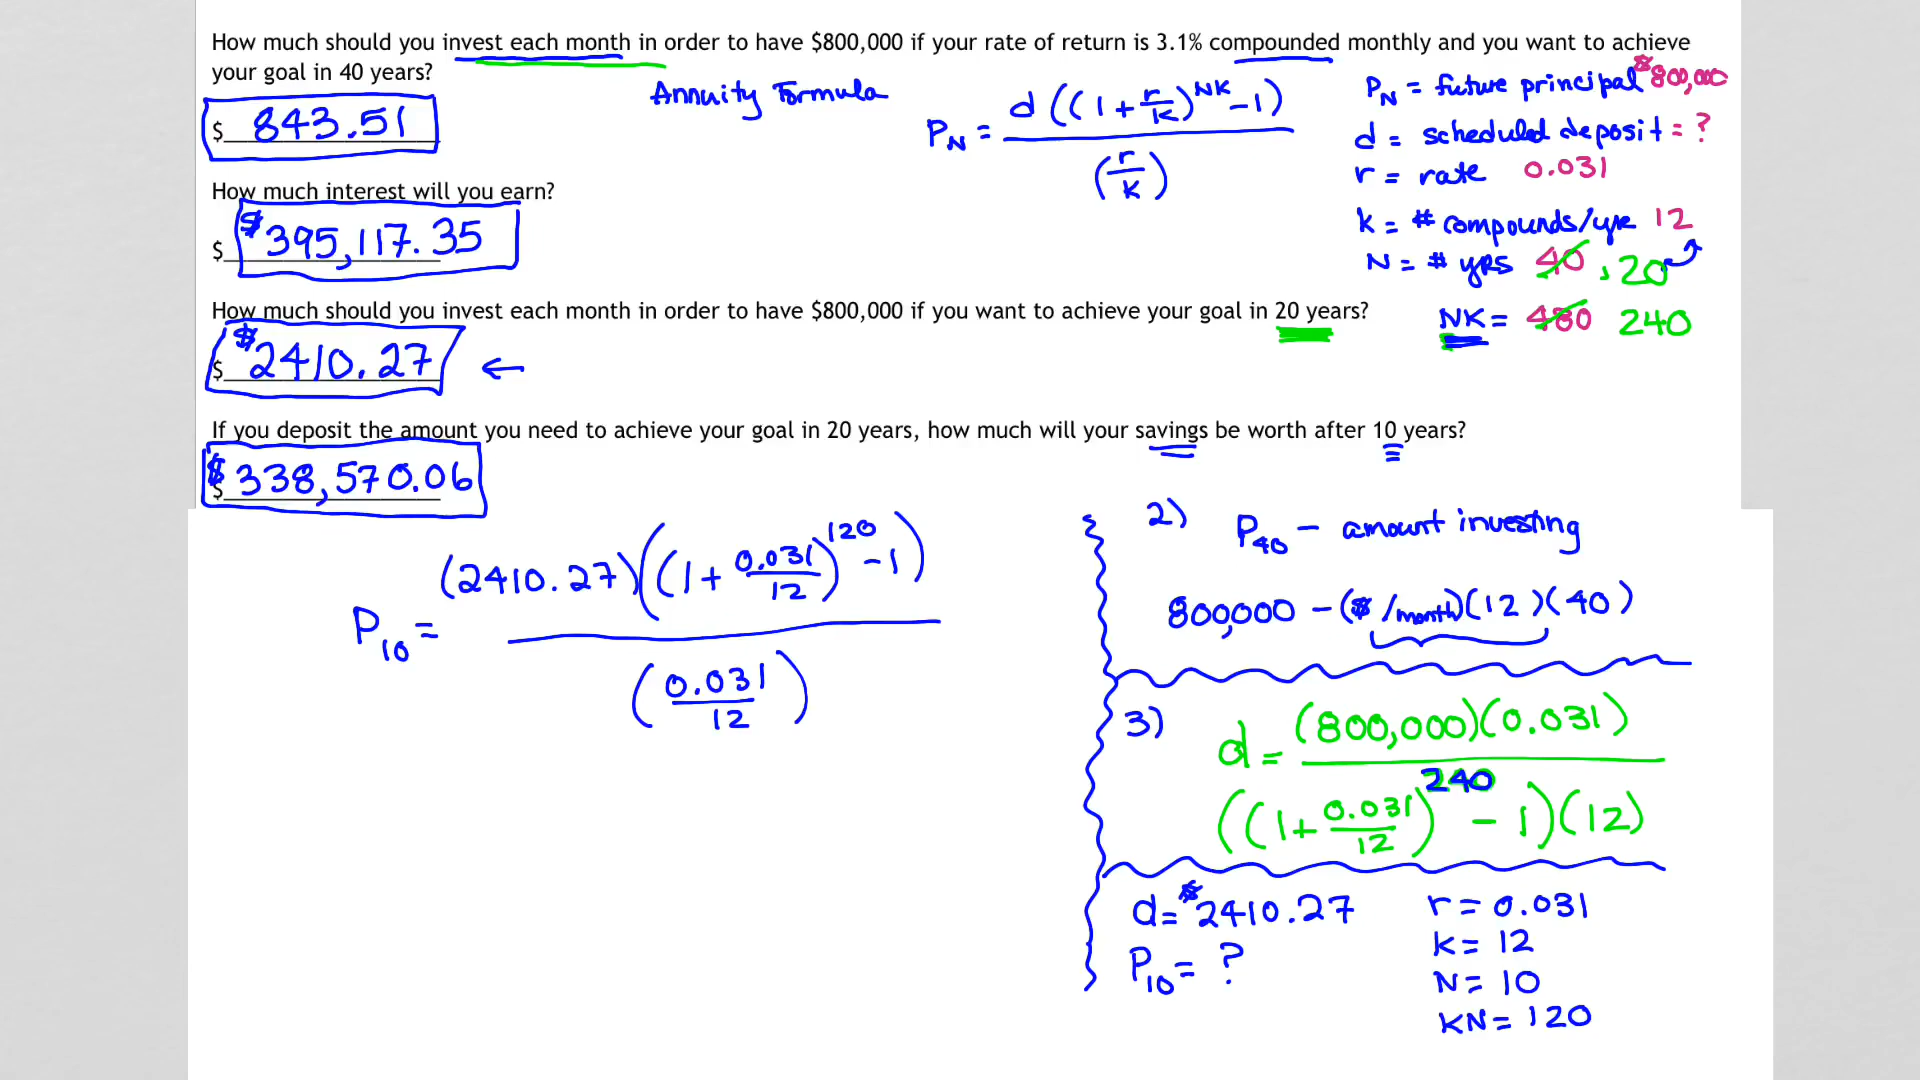 How much should you invest each month in order to have $800,000 if your rate of return is 3.1% compounded monthly and you want to achieve
your goal in 40 years?
$ 843.51
Annuity Formula
P_N = d((1 + r/k)^NK - 1) / (r/k)
P_N = future principal $800,000
d = scheduled deposit = ?
r = rate 0.031
k = # compounds/yr 12
N = # yrs 40, 20
NK = 480 240
How much interest will you earn?
$ $395,117.35
How much should you invest each month in order to have $800,000 if you want to achieve your goal in 20 years?
$ $2410.27 ←
If you deposit the amount you need to achieve your goal in 20 years, how much will your savings be worth after 10 years?
$ $338,570.06
P_10 = (2410.27)((1 + 0.031/12)^120 - 1) / (0.031/12)
2) P_40 - amount investing
800,000 - ($/month)(12)(40)
3) d = (800,000)(0.031) / ((1 + 0.031/12)^240 - 1)(12)
d = $2410.27 r = 0.031
P_10 = ? k = 12
N = 10
KN = 120